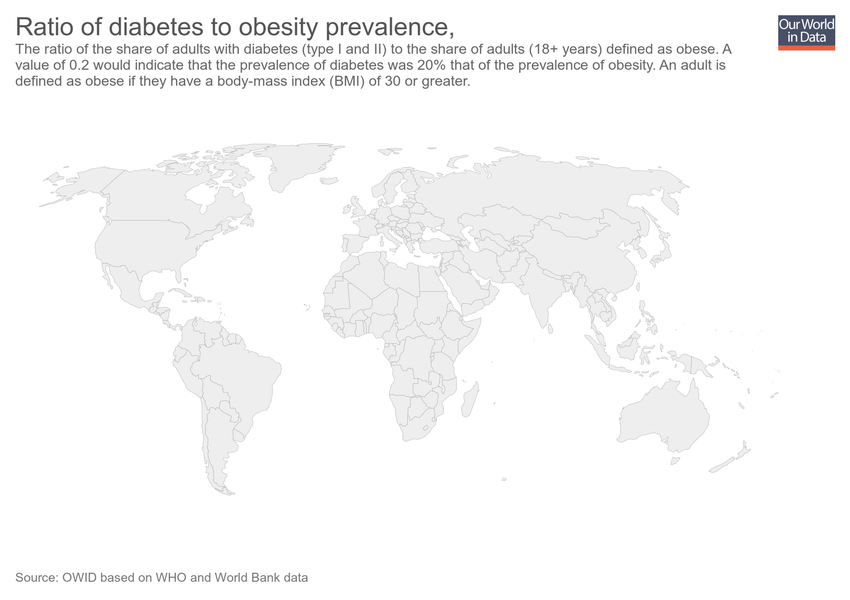 Ratio of diabetes to obesity prevalence,
Our World
in Data
The ratio of the share of adults with diabetes (type I and II) to the share of adults (18+ years) defined as obese. A
value of 0.2 would indicate that the prevalence of diabetes was 20% that of the prevalence of obesity. An adult is
defined as obese if they have a body-mass index (BMI) of 30 or greater.
Source: OWID based on WHO and World Bank data